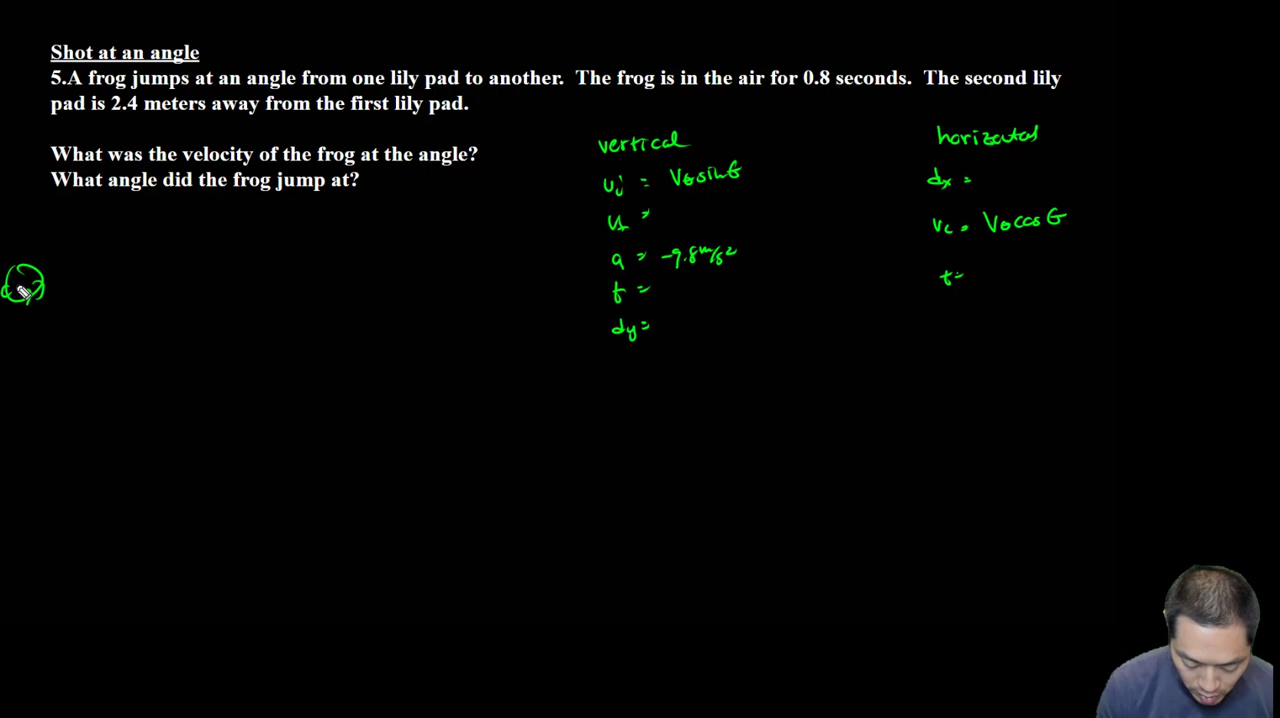 Shot at an angle
5.A frog jumps at an angle from one lily pad to another. The frog is in the air for 0.8 seconds. The second lily
pad is 2.4 meters away from the first lily pad.
What was the velocity of the frog at the angle?
What angle did the frog jump at?
vertical
vi = Vθsinθ
vf =
a = -9.8m/s²
t =
dy=
horizontal
dx =
vc = Vθcosθ
t=